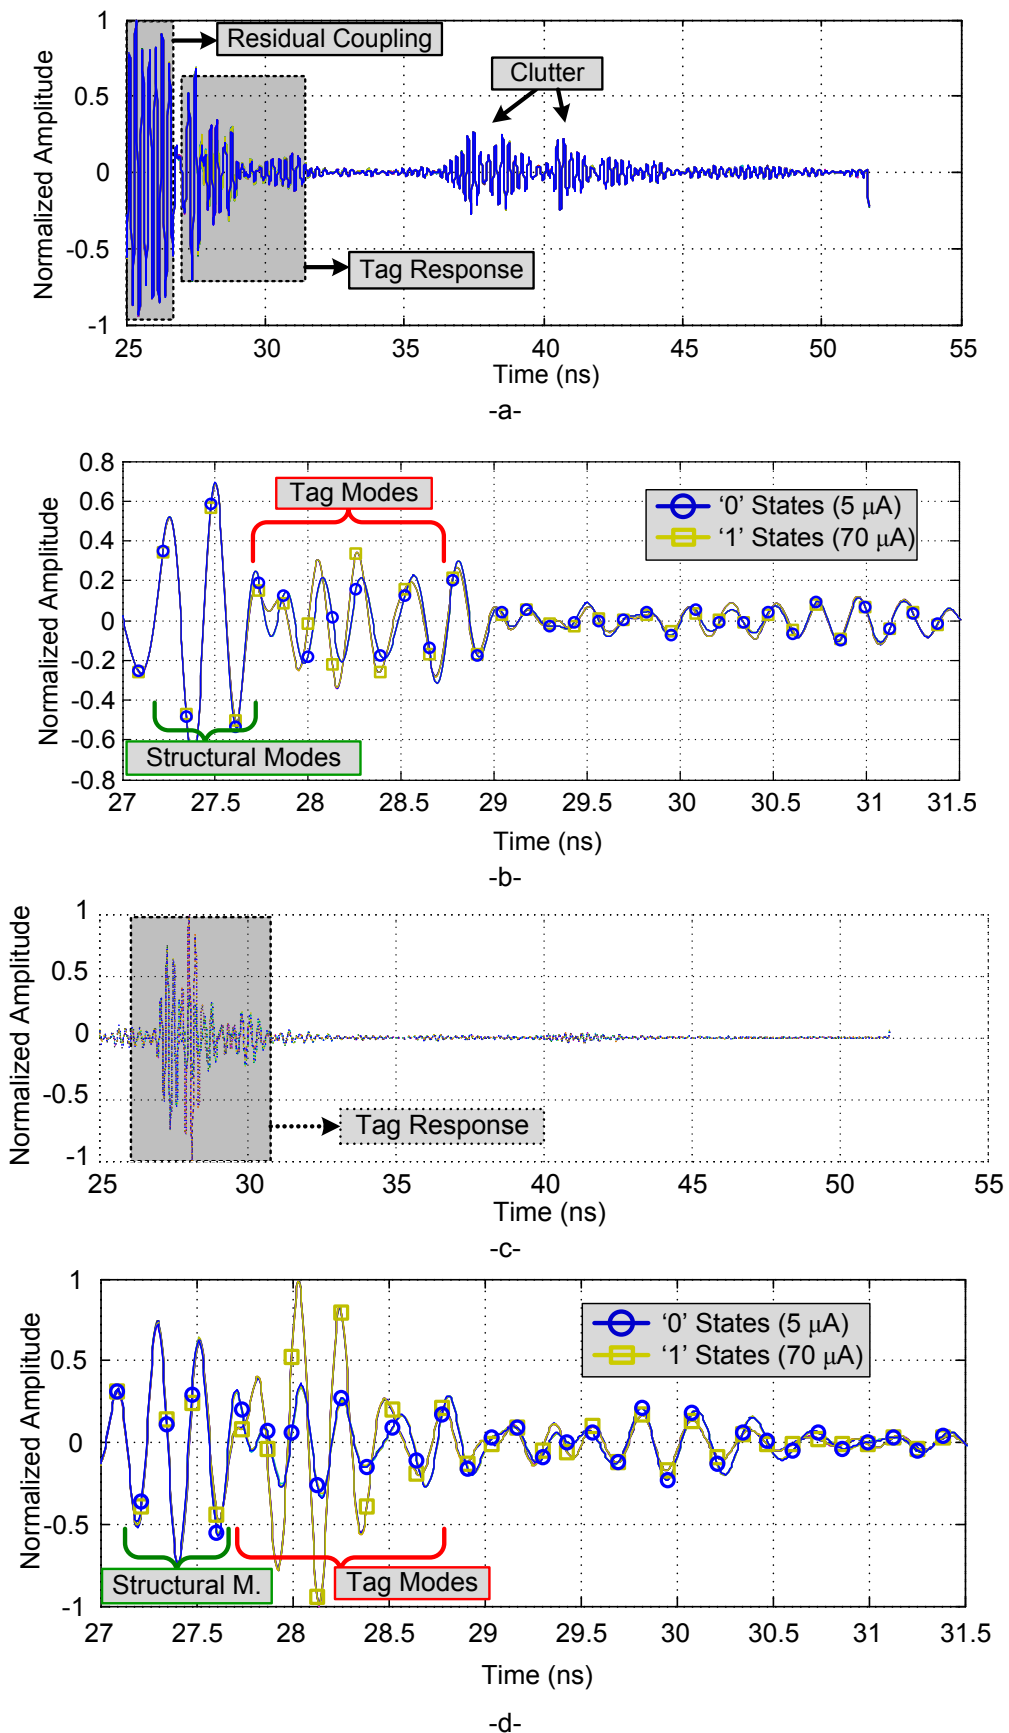 1
Residual Coupling
Clutter
0.5
0
-0.5
Tag Response
-1
Normalized Amplitude
25 30 35 40 45 50 55
Time (ns)
-a-
0.8
Tag Modes
'0' States (5 µA)
'1' States (70 µA)
0.6
0.4
0.2
0
-0.2
-0.4
-0.6
-0.8
Structural Modes
Normalized Amplitude
27 27.5 28 28.5 29 29.5 30 30.5 31 31.5
Time (ns)
-b-
1
0.5
0
-0.5
-1
Tag Response
Normalized Amplitude
25 30 35 40 45 50 55
Time (ns)
-c-
1
'0' States (5 µA)
'1' States (70 µA)
0.5
0
-0.5
-1
Structural M.
Tag Modes
Normalized Amplitude
27 27.5 28 28.5 29 29.5 30 30.5 31 31.5
Time (ns)
-d-